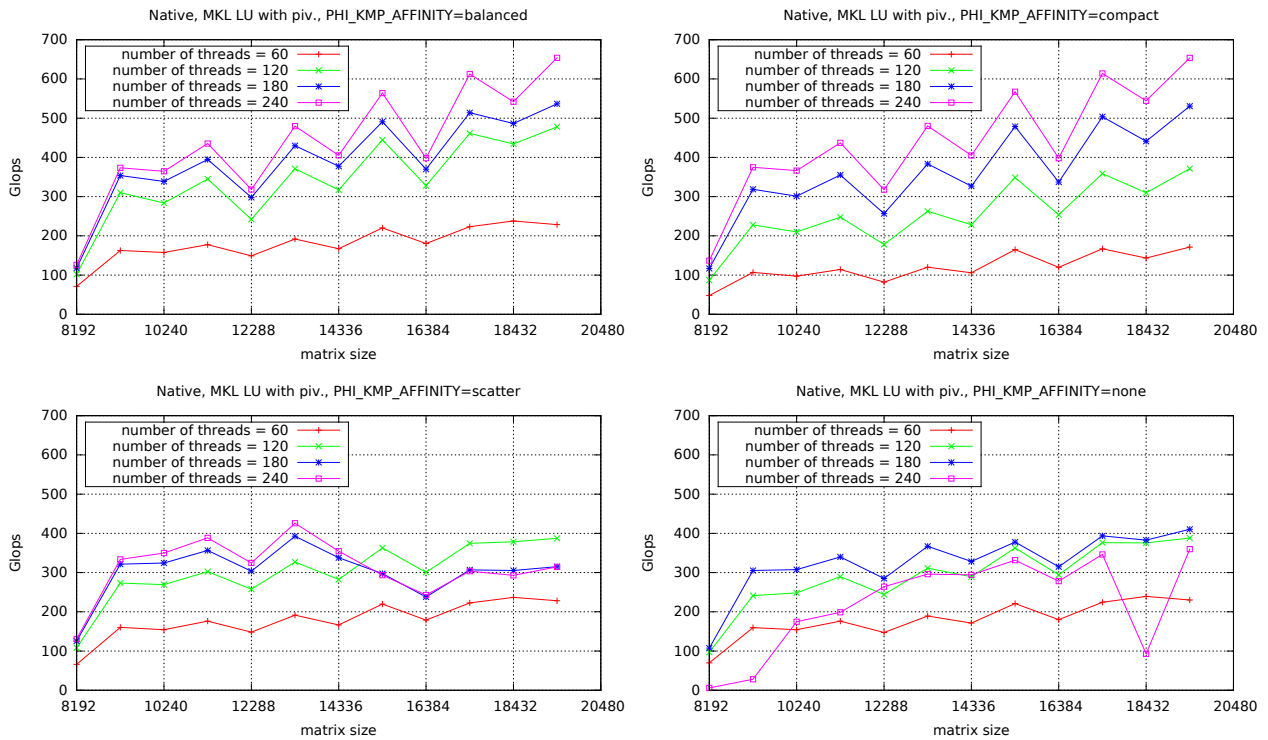 Native, MKL LU with piv., PHI_KMP_AFFINITY=balanced
700
600
500
400
300
200
100
0
Glops
number of threads = 60
number of threads = 120
number of threads = 180
number of threads = 240
8192 10240 12288 14336 16384 18432 20480
matrix size
Native, MKL LU with piv., PHI_KMP_AFFINITY=compact
700
600
500
400
300
200
100
0
Glops
number of threads = 60
number of threads = 120
number of threads = 180
number of threads = 240
8192 10240 12288 14336 16384 18432 20480
matrix size
Native, MKL LU with piv., PHI_KMP_AFFINITY=scatter
700
600
500
400
300
200
100
0
Glops
number of threads = 60
number of threads = 120
number of threads = 180
number of threads = 240
8192 10240 12288 14336 16384 18432 20480
matrix size
Native, MKL LU with piv., PHI_KMP_AFFINITY=none
700
600
500
400
300
200
100
0
Glops
number of threads = 60
number of threads = 120
number of threads = 180
number of threads = 240
8192 10240 12288 14336 16384 18432 20480
matrix size